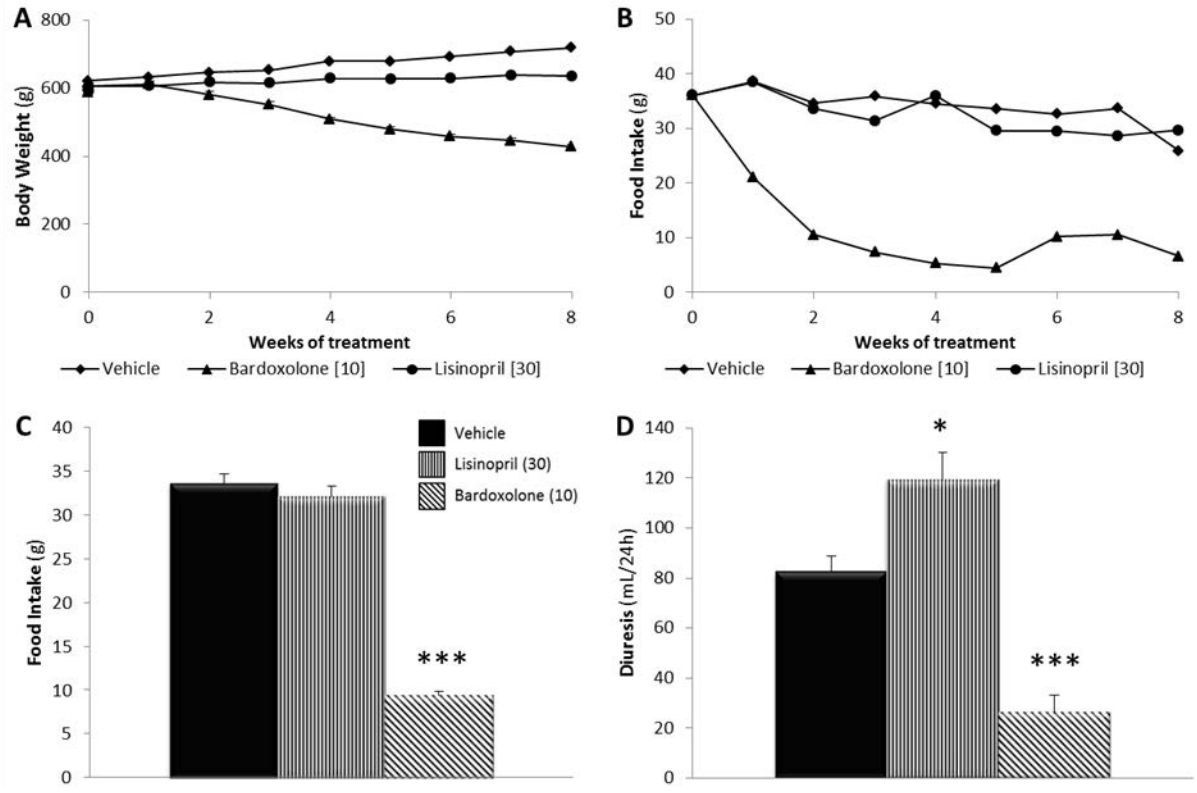 A
800
600
400
200
0
Body Weight (g)
0 2 4 6 8
Weeks of treatment
Vehicle Bardoxolone [10] Lisinopril [30]
B
50
40
30
20
10
0
Food Intake (g)
0 2 4 6 8
Weeks of treatment
Vehicle Bardoxolone [10] Lisinopril [30]
C
40
35
30
25
20
15
10
5
0
Food Intake (g)
Vehicle
Lisinopril (30)
Bardoxolone (10)
***
D
140
120
100
80
60
40
20
0
Diuresis (mL/24h)
*
***